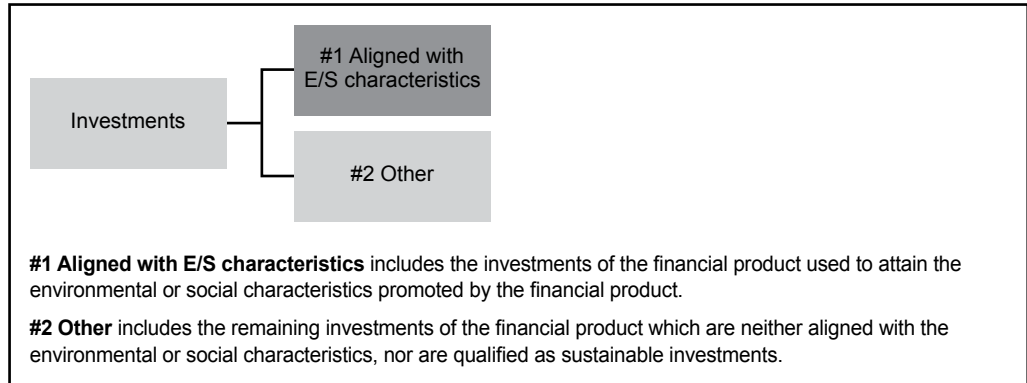 #1 Aligned with
E/S characteristics
Investments
#2 Other
#1 Aligned with E/S characteristics includes the investments of the financial product used to attain the
environmental or social characteristics promoted by the financial product.
#2 Other includes the remaining investments of the financial product which are neither aligned with the
environmental or social characteristics, nor are qualified as sustainable investments.